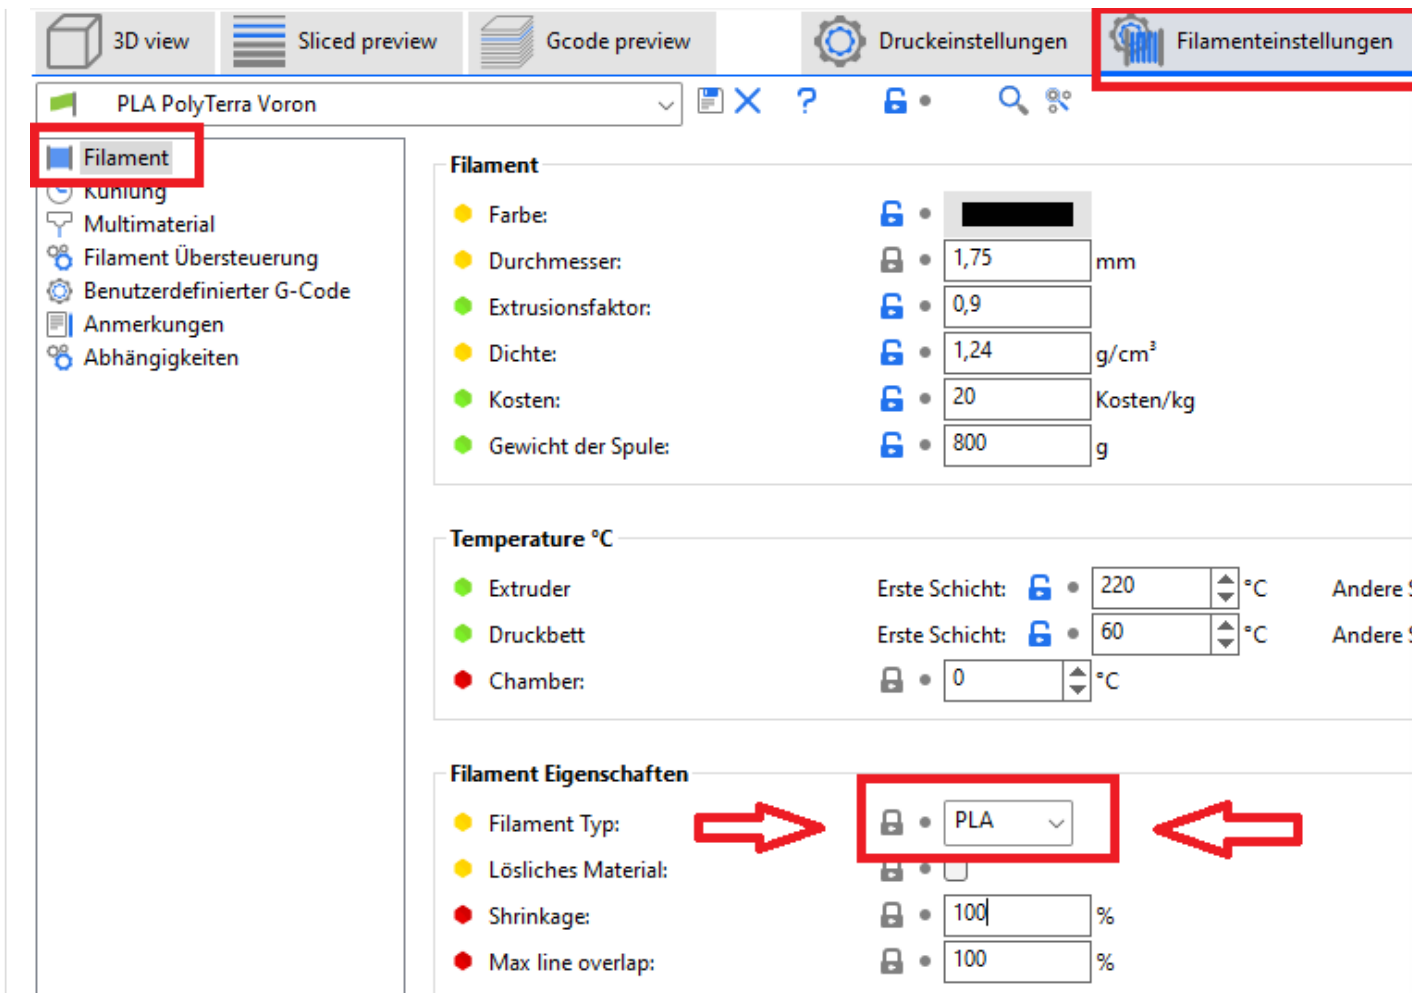 3D view Sliced preview Gcode preview Druckeinstellungen Filamenteinstellungen
PLA PolyTerra Voron ?
Filament
Kühlung
Multimaterial
Filament Übersteuerung
Benutzerdefinierter G-Code
Anmerkungen
Abhängigkeiten
Filament
Farbe:
Durchmesser: 1,75 mm
Extrusionsfaktor: 0,9
Dichte: 1,24 g/cm³
Kosten: 20 Kosten/kg
Gewicht der Spule: 800 g
Temperature °C
Extruder Erste Schicht: 220 °C Andere S
Druckbett Erste Schicht: 60 °C Andere S
Chamber: 0 °C
Filament Eigenschaften
Filament Typ: PLA
Lösliches Material:
Shrinkage: 100 %
Max line overlap: 100 %